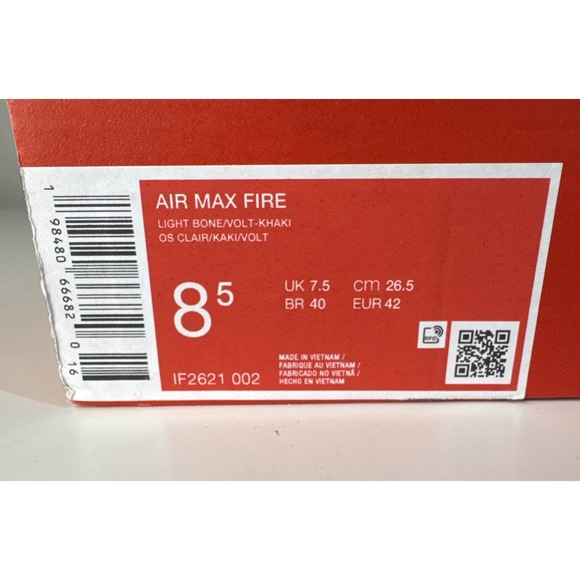 AIR MAX FIRE
LIGHT BONE/VOLT-KHAKI
OS CLAIR/KAKI/VOLT
8 5
UK 7.5 cm 26.5
BR 40 EUR 42
IF2621 002
MADE IN VIETNAM /
FABRIQUE AU VIETNAM /
FABRICADO NO VIETNÃ /
HECHO EN VIETNAM
RFID
1 98480 66682 0 16